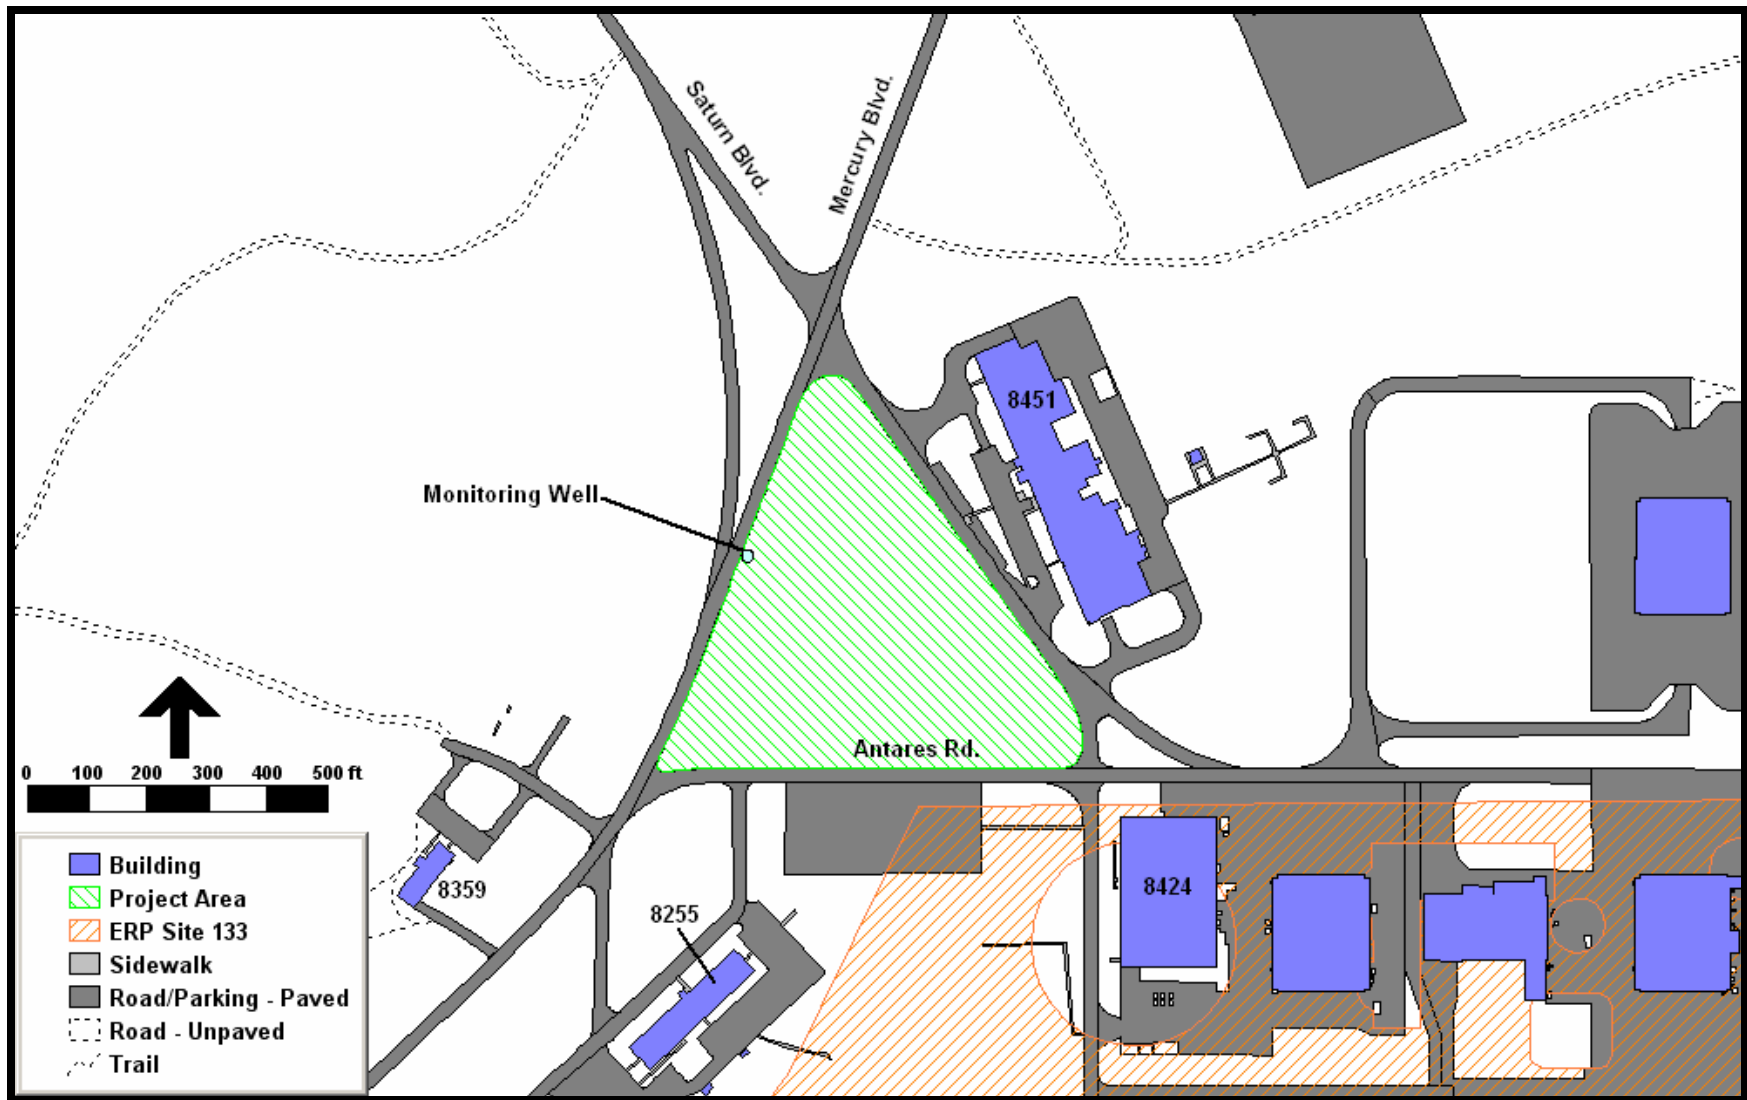 Saturn Blvd.
Mercury Blvd.
8451
Monitoring Well
Antares Rd.
0 100 200 300 400 500 ft
8359
8255
8424
Building
Project Area
ERP Site 133
Sidewalk
Road/Parking - Paved
Road - Unpaved
Trail